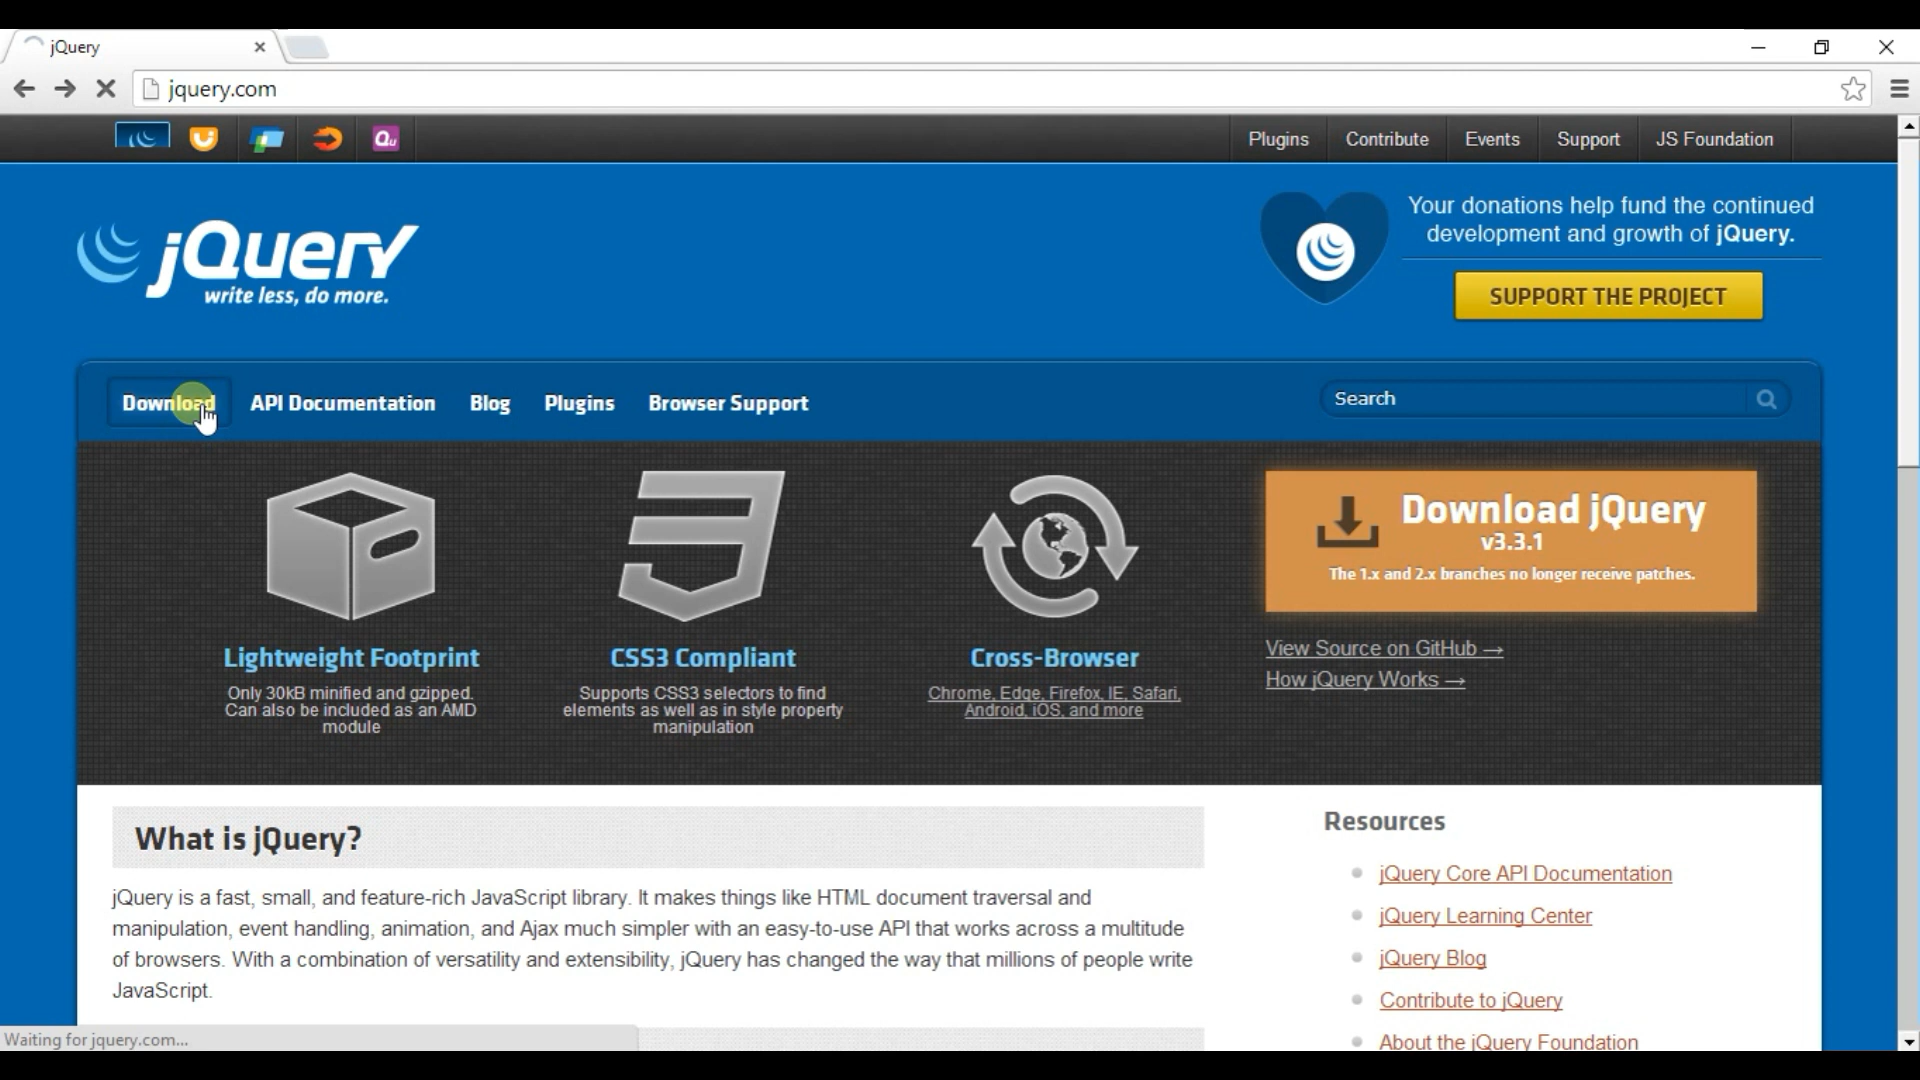 jQuery
jquery.com
Qu
Plugins
Contribute
Events
Support
JS Foundation
jQuery
write less, do more.
Your donations help fund the continued
development and growth of jQuery.
SUPPORT THE PROJECT
Download
API Documentation
Blog
Plugins
Browser Support
Search
Lightweight Footprint
Only 30kB minified and gzipped.
Can also be included as an AMD
module
CSS3 Compliant
Supports CSS3 selectors to find
elements as well as in style property
manipulation
Cross-Browser
Chrome, Edge, Firefox, IE, Safari,
Android, iOS, and more
Download jQuery
v3.3.1
The 1.x and 2.x branches no longer receive patches.
View Source on GitHub →
How jQuery Works →
What is jQuery?
jQuery is a fast, small, and feature-rich JavaScript library. It makes things like HTML document traversal and
manipulation, event handling, animation, and Ajax much simpler with an easy-to-use API that works across a multitude
of browsers. With a combination of versatility and extensibility, jQuery has changed the way that millions of people write
JavaScript.
Resources
jQuery Core API Documentation
jQuery Learning Center
jQuery Blog
Contribute to jQuery
About the jQuery Foundation
Waiting for jquery.com...